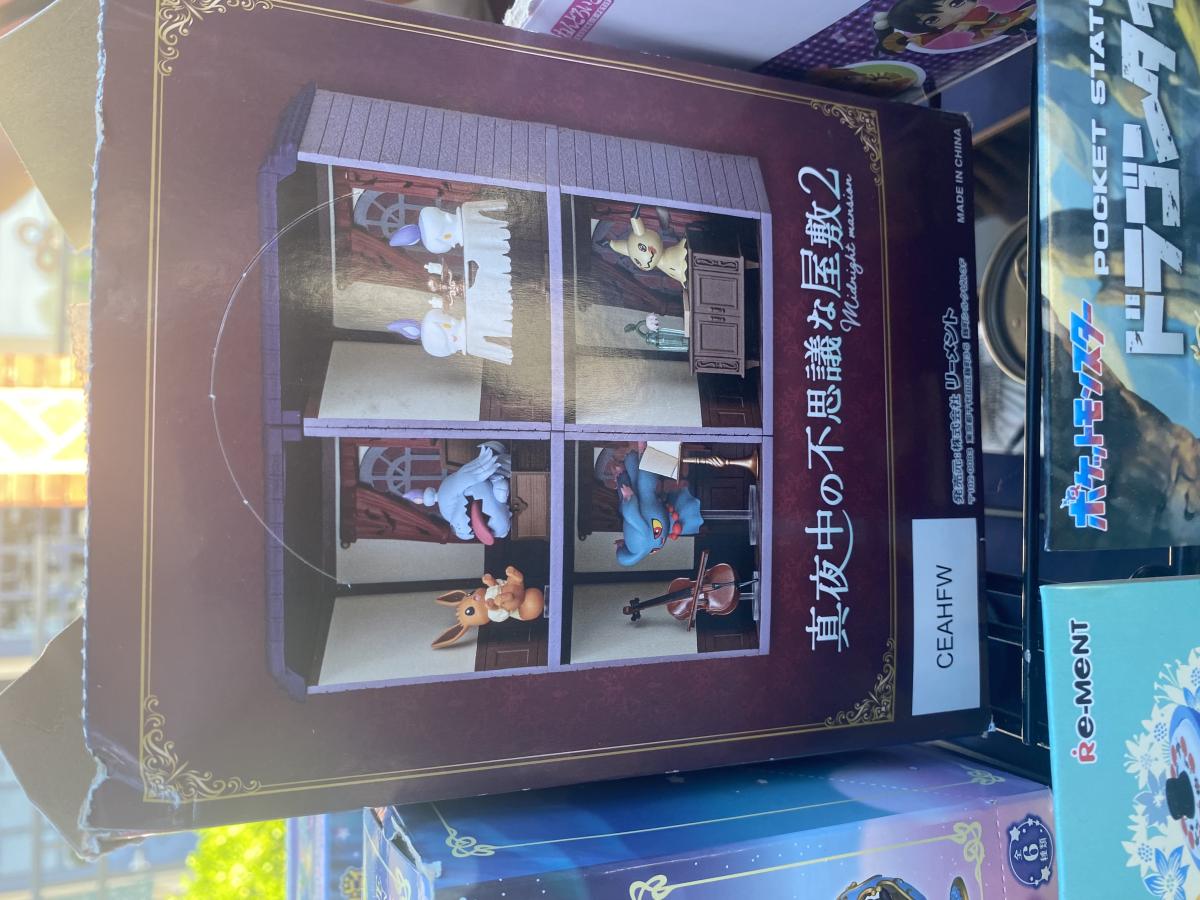 真夜中の不思議な屋敷2
Midnight mansion
発売元:株式会社 リーメント
MADE IN CHINA
CEAHFW
POCKET STATU
ポケットモンスター
Re-MeNT
全6種類